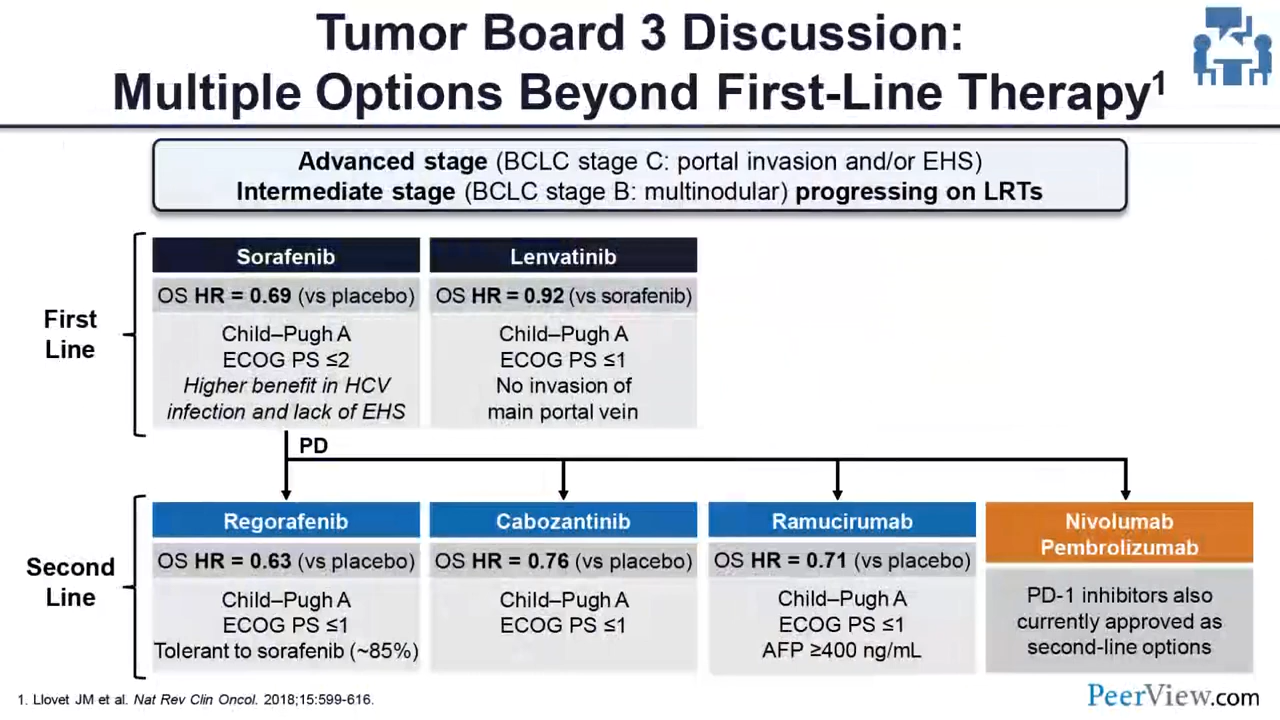 Tumor Board 3 Discussion:
Multiple Options Beyond First-Line Therapy1
Advanced stage (BCLC stage C: portal invasion and/or EHS)
Intermediate stage (BCLC stage B: multinodular) progressing on LRTs
First
Line
Sorafenib
OS HR = 0.69 (vs placebo)
Child–Pugh A
ECOG PS ≤2
Higher benefit in HCV
infection and lack of EHS
Lenvatinib
OS HR = 0.92 (vs sorafenib)
Child–Pugh A
ECOG PS ≤1
No invasion of
main portal vein
PD
Second
Line
Regorafenib
OS HR = 0.63 (vs placebo)
Child–Pugh A
ECOG PS ≤1
Tolerant to sorafenib (~85%)
Cabozantinib
OS HR = 0.76 (vs placebo)
Child–Pugh A
ECOG PS ≤1
Ramucirumab
OS HR = 0.71 (vs placebo)
Child–Pugh A
ECOG PS ≤1
AFP ≥400 ng/mL
Nivolumab
Pembrolizumab
PD-1 inhibitors also
currently approved as
second-line options
1. Llovet JM et al. Nat Rev Clin Oncol. 2018;15:599-616.
PeerView.com